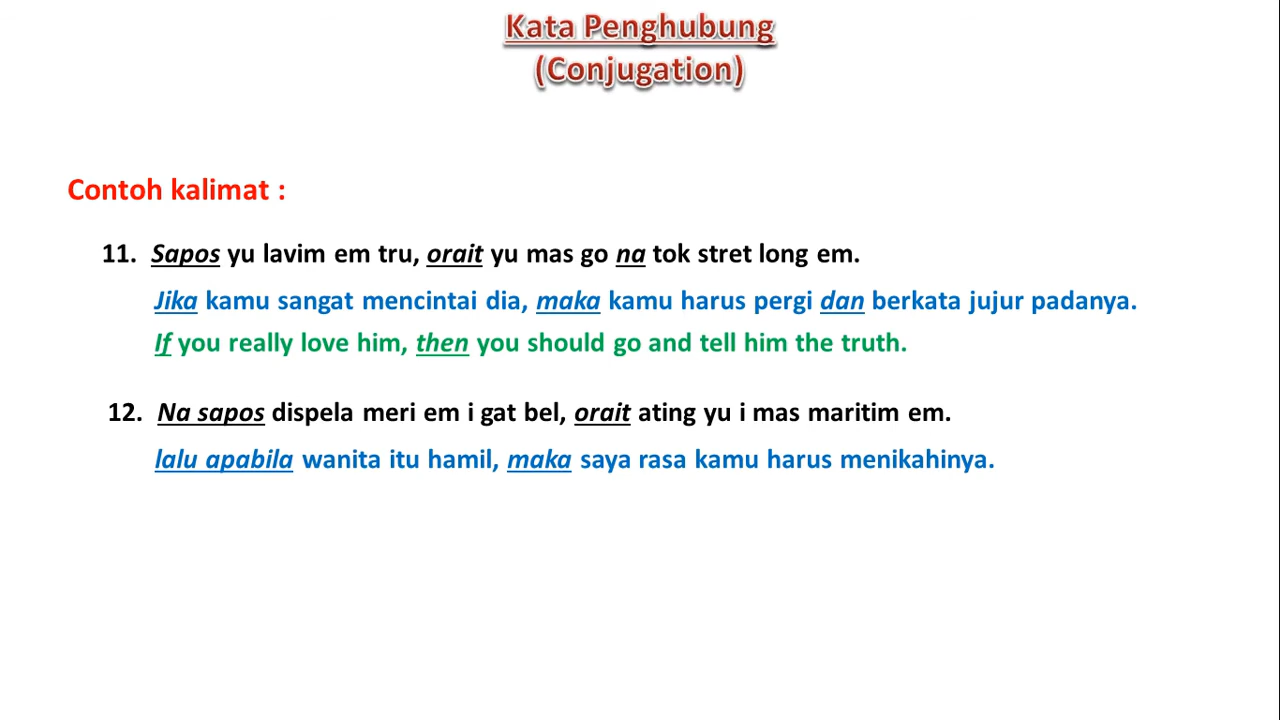 Kata Penghubung
(Conjugation)
Contoh kalimat :
11. Sapos yu lavim em tru, orait yu mas go na tok stret long em.
Jika kamu sangat mencintai dia, maka kamu harus pergi dan berkata jujur padanya.
If you really love him, then you should go and tell him the truth.
12. Na sapos dispela meri em i gat bel, orait ating yu i mas maritim em.
lalu apabila wanita itu hamil, maka saya rasa kamu harus menikahinya.